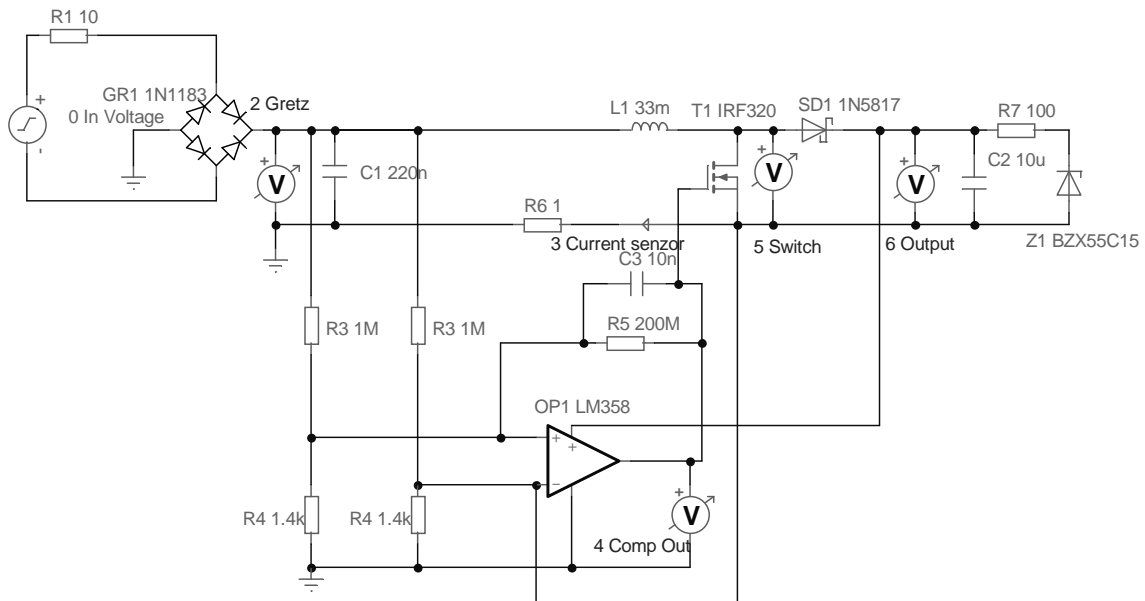 R1 10
GR1 1N1183
2 Gretz
0 In Voltage
+
-
L1 33m
T1 IRF320
SD1 1N5817
R7 100
C1 220n
C2 10u
+
V
+
V
+
V
R6 1
3 Current senzor
5 Switch
6 Output
Z1 BZX55C15
C3 10n
R3 1M
R3 1M
R5 200M
OP1 LM358
+
+
-
R4 1.4k
R4 1.4k
+
V
4 Comp Out